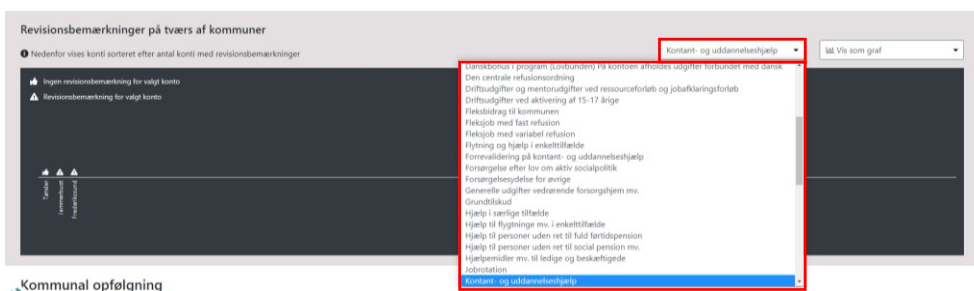 Revisionsbemærkninger på tværs af kommuner
Nedenfor vises konti sorteret efter antal konti med revisionsbemærkninger
Kontant- og uddannelseshjælp
Vis som graf
Ingen revisionsbemærkning for valgt konto
Revisionsbemærkning for valgt konto
Tønder
Jammerbugt
Frederikssund
Danskbonus i program (Lovbunden) På kontoen afholdes udgifter forbundet med dansk
Den centrale refusionsordning
Driftsudgifter og mentorudgifter ved ressourceforløb og jobafklaringsforløb
Driftsudgifter ved aktivering af 15-17 årige
Fleksbidrag til kommunen
Fleksjob med fast refusion
Fleksjob med variabel refusion
Flytning og hjælp i enkelttilfælde
Forrevalidering på kontant- og uddannelseshjælp
Forsørgelse efter lov om aktiv socialpolitik
Forsørgelsesydelse for øvrige
Generelle udgifter vedrørende forsorgshjem mv.
Grundtilskud
Hjælp i særlige tilfælde
Hjælp til flygtninge mv. i enkelttilfælde
Hjælp til personer uden ret til fuld førtidspension
Hjælp til personer uden ret til social pension mv.
Hjælpemidler mv. til ledige og beskæftigede
Jobrotation
Kontant- og uddannelseshjælp
Kommunal opfølgning